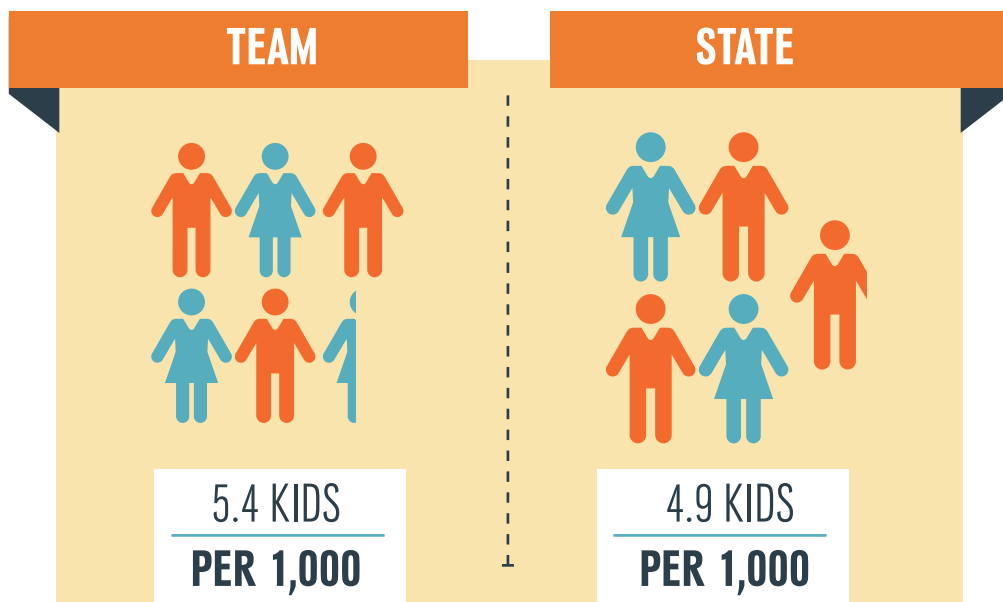 TEAM
STATE
5.4 KIDS
PER 1,000
4.9 KIDS
PER 1,000